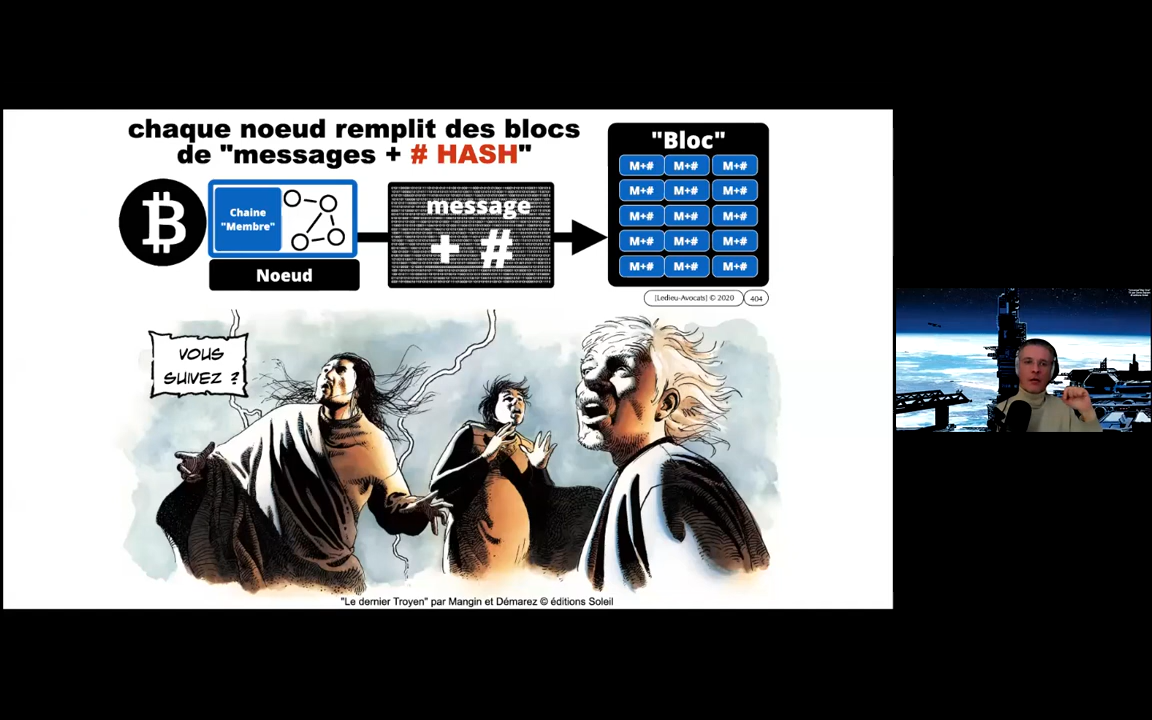 chaque noeud remplit des blocs
de "messages + # HASH"
Chaine
"Membre"
Noeud
message
+ #
"Bloc"
M+# M+# M+#
M+# M+# M+#
M+# M+# M+#
M+# M+# M+#
M+# M+# M+#
[Ledieu-Avocats] © 2020 404
VOUS
SUIVEZ ?
"Le dernier Troyen" par Mangin et Démarez © éditions Soleil